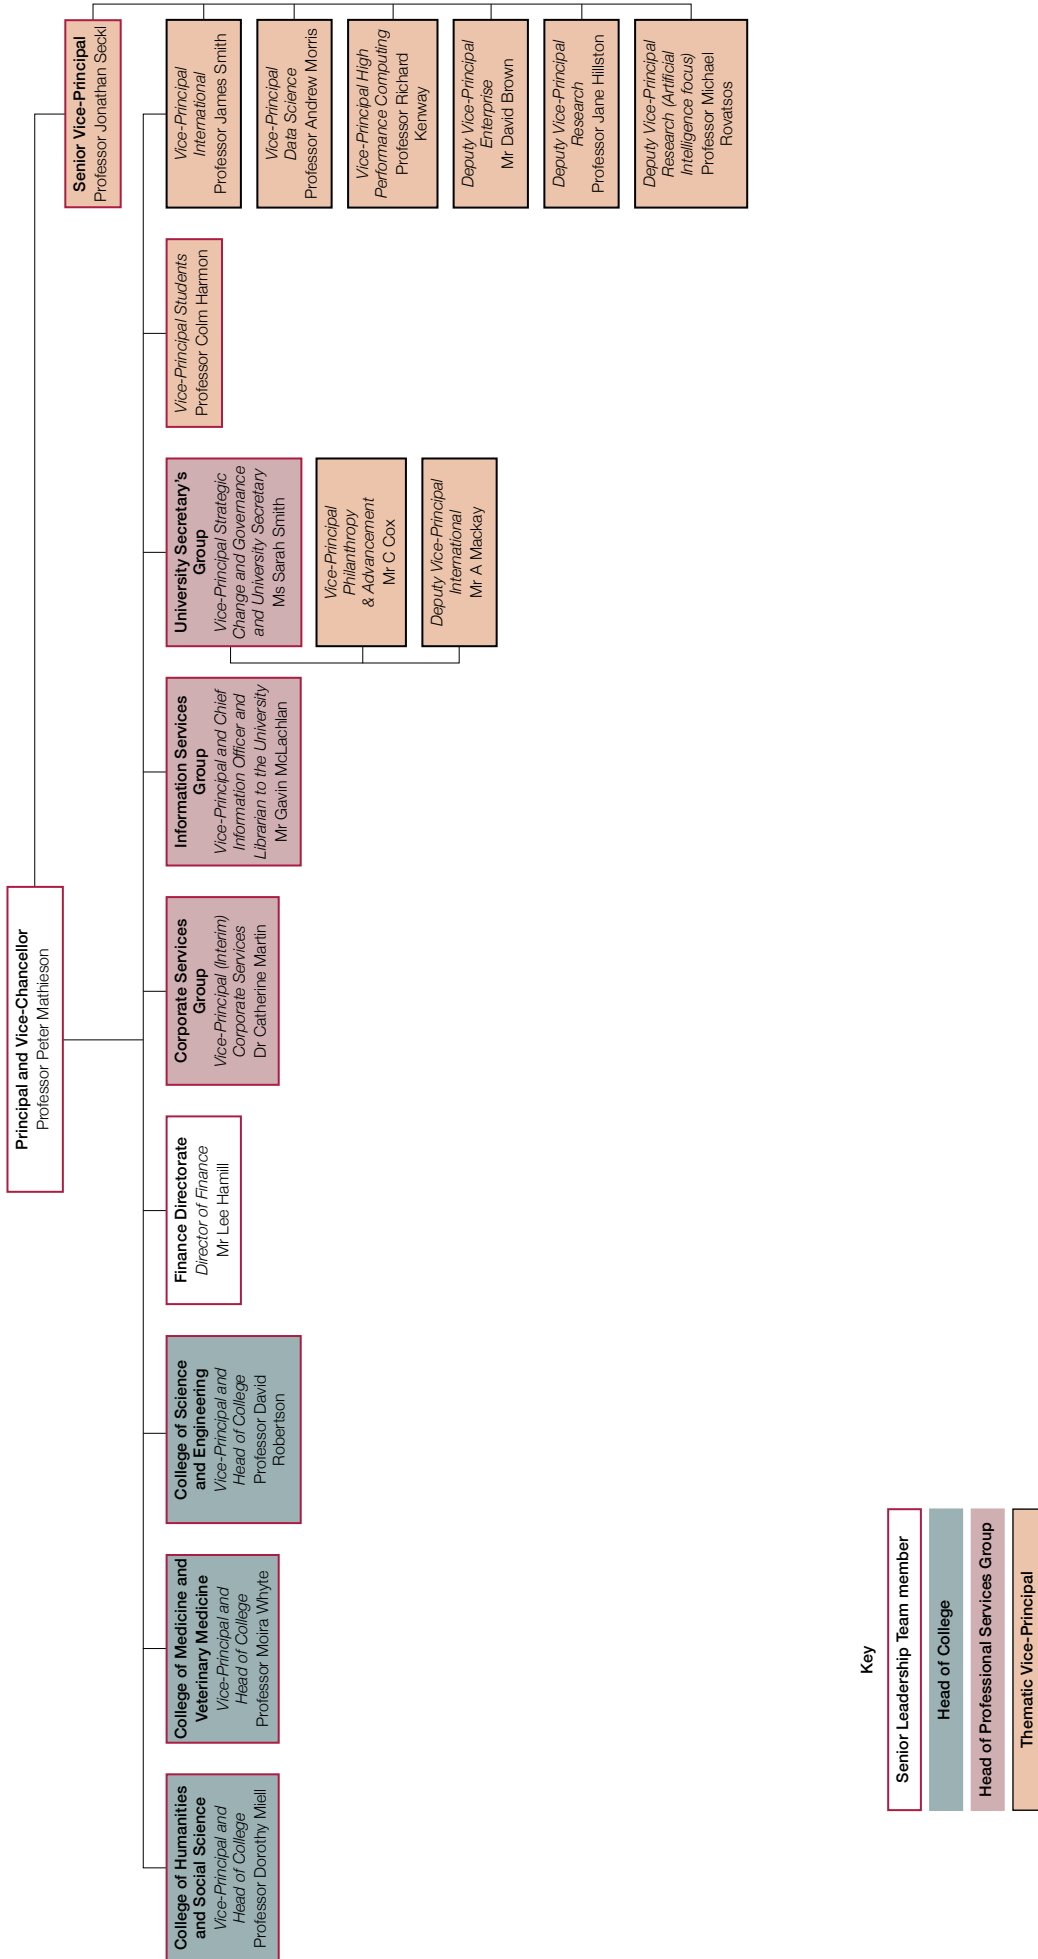 Principal and Vice-Chancellor
Professor Peter Mathieson
Senior Vice-Principal
Professor Jonathan Seckl
College of Humanities
and Social Science
Vice-Principal and
Head of College
Professor Dorothy Miell
College of Medicine and
Veterinary Medicine
Vice-Principal and
Head of College
Professor Moira Whyte
College of Science
and Engineering
Vice-Principal and
Head of College
Professor David
Robertson
Finance Directorate
Director of Finance
Mr Lee Hamill
Corporate Services
Group
Vice-Principal (Interim)
Corporate Services
Dr Catherine Martin
Information Services
Group
Vice-Principal and Chief
Information Officer and
Librarian to the University
Mr Gavin McLachlan
University Secretary's
Group
Vice-Principal Strategic
Change and Governance
and University Secretary
Ms Sarah Smith
Vice-Principal
Philanthropy
& Advancement
Mr C Cox
Deputy Vice-Principal
International
Mr A Mackay
Vice-Principal Students
Professor Colm Harmon
Vice-Principal
International
Professor James Smith
Vice-Principal
Data Science
Professor Andrew Morris
Vice-Principal High
Performance Computing
Professor Richard
Kenway
Deputy Vice-Principal
Enterprise
Mr David Brown
Deputy Vice-Principal
Research
Professor Jane Hillston
Deputy Vice-Principal
Research (Artificial
Intelligence focus)
Professor Michael
Rovatsos
Key
Senior Leadership Team member
Head of College
Head of Professional Services Group
Thematic Vice-Principal